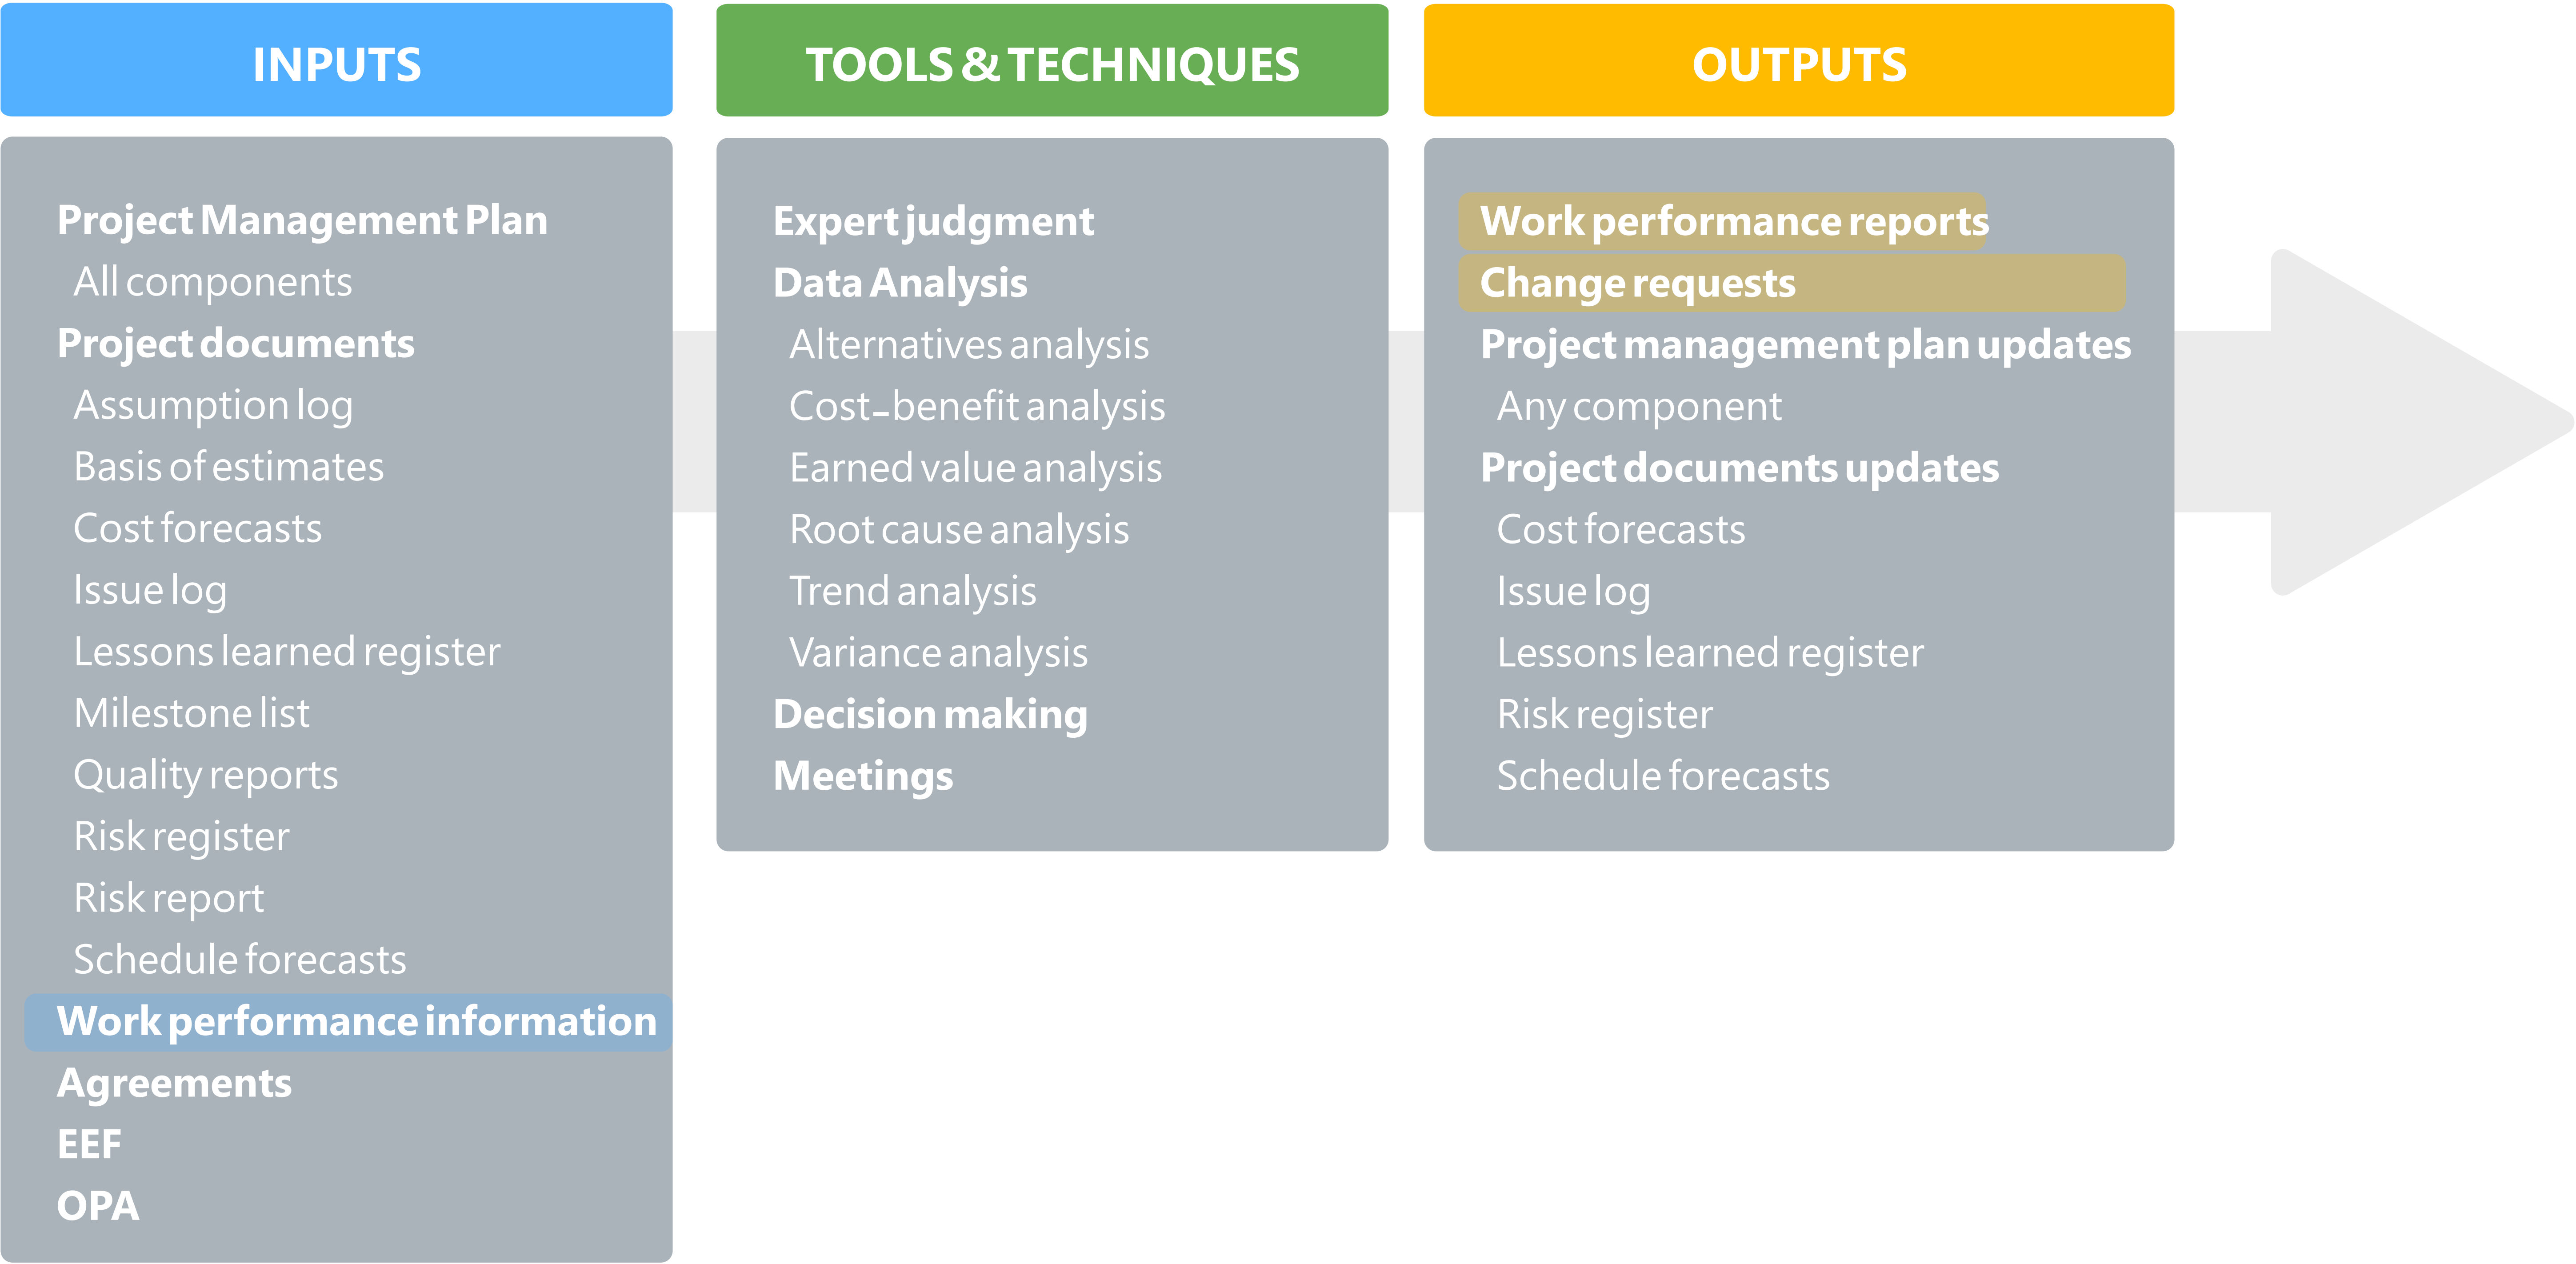 INPUTS
Project Management Plan
All components
Project documents
Assumption log
Basis of estimates
Cost forecasts
Issue log
Lessons learned register
Milestone list
Quality reports
Risk register
Risk report
Schedule forecasts
Work performance information
Agreements
EEF
OPA
TOOLS & TECHNIQUES
Expert judgment
Data Analysis
Alternatives analysis
Cost-benefit analysis
Earned value analysis
Root cause analysis
Trend analysis
Variance analysis
Decision making
Meetings
OUTPUTS
Work performance reports
Change requests
Project management plan updates
Any component
Project documents updates
Cost forecasts
Issue log
Lessons learned register
Risk register
Schedule forecasts